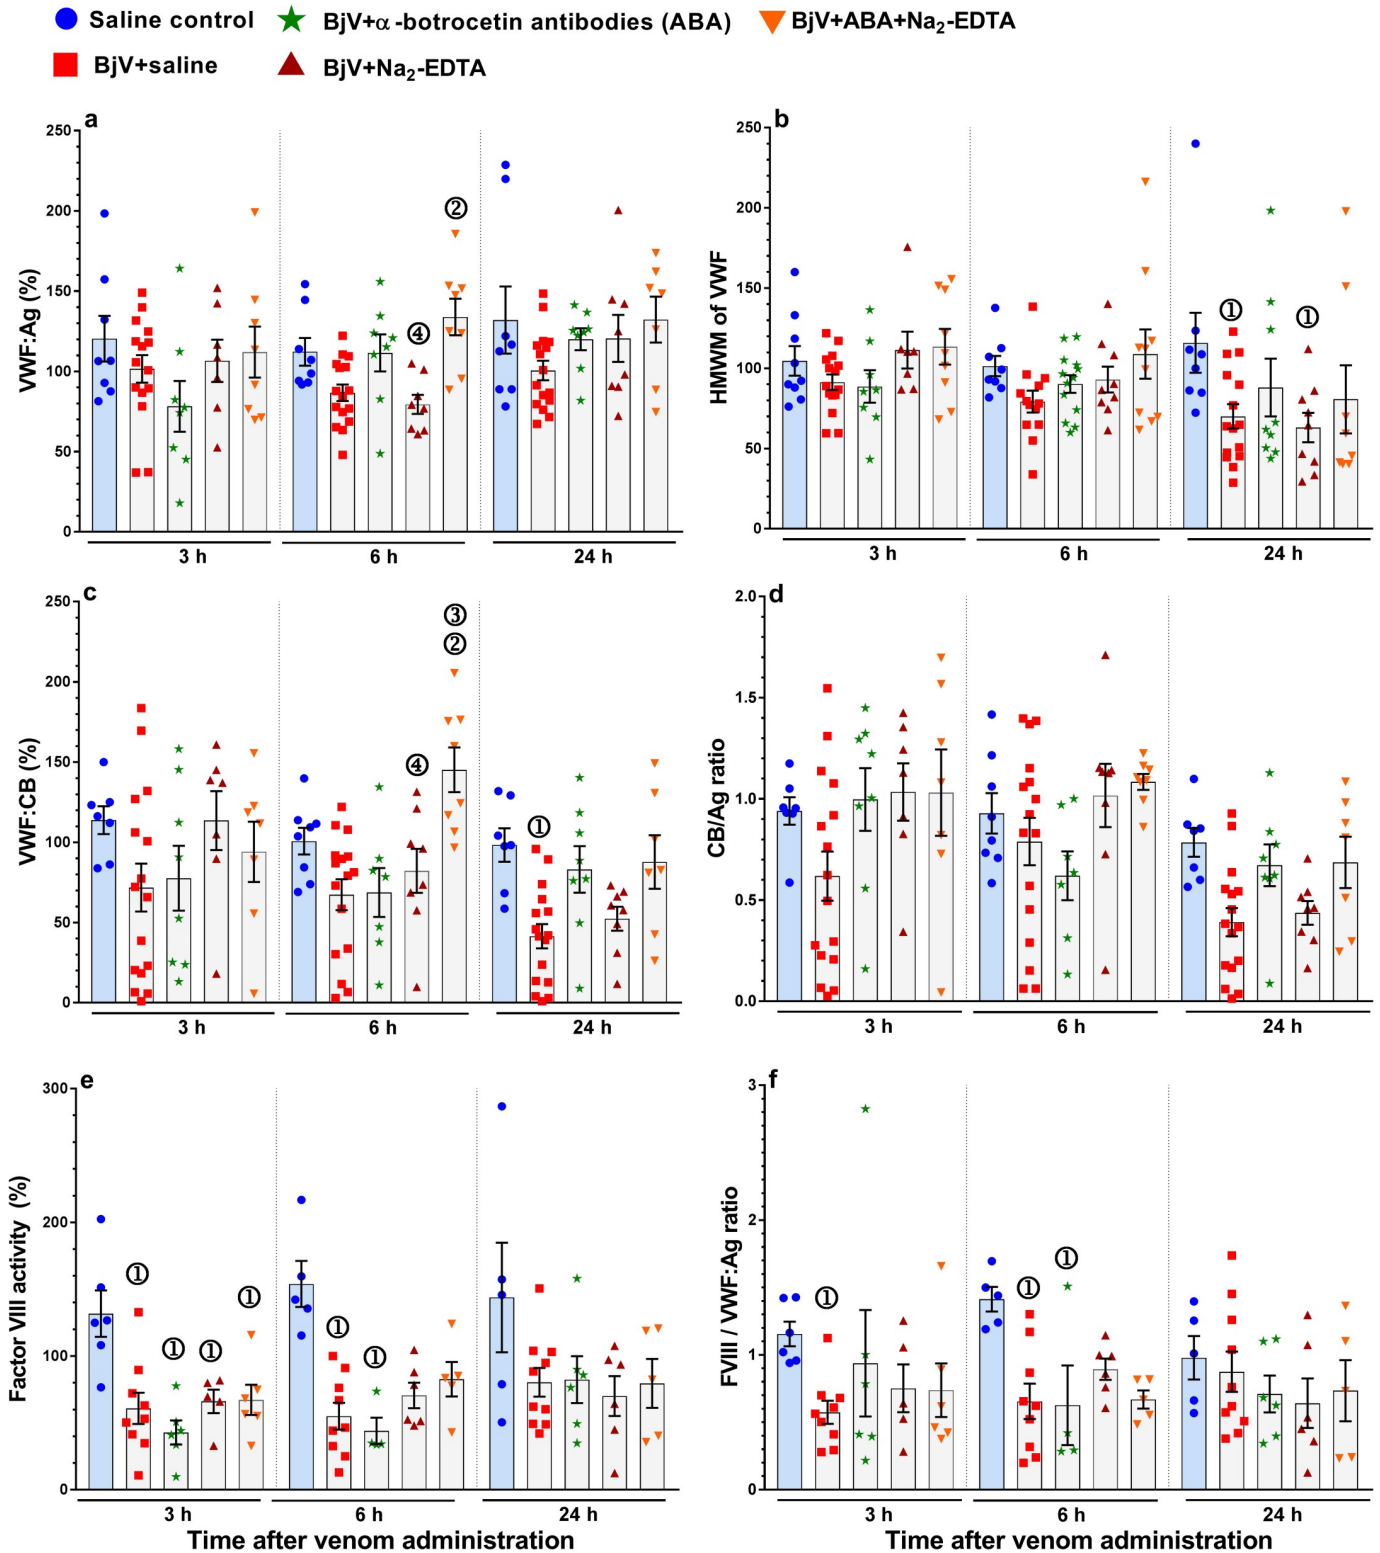 Saline control
BjV+α-botrocetin antibodies (ABA)
BjV+ABA+Na₂-EDTA
BjV+saline
BjV+Na₂-EDTA
a
VWF:Ag (%)
250
200
150
100
50
0
②
④
3 h
6 h
24 h
b
HMWM of VWF
250
200
150
100
50
0
①
①
3 h
6 h
24 h
c
VWF:CB (%)
250
200
150
100
50
0
③
②
④
①
3 h
6 h
24 h
d
CB/Ag ratio
2.0
1.5
1.0
0.5
0.0
3 h
6 h
24 h
e
Factor VIII activity (%)
300
200
100
0
①
①
①
①
①
①
3 h
6 h
24 h
Time after venom administration
f
FVIII / VWF:Ag ratio
3
2
1
0
①
①
①
3 h
6 h
24 h
Time after venom administration